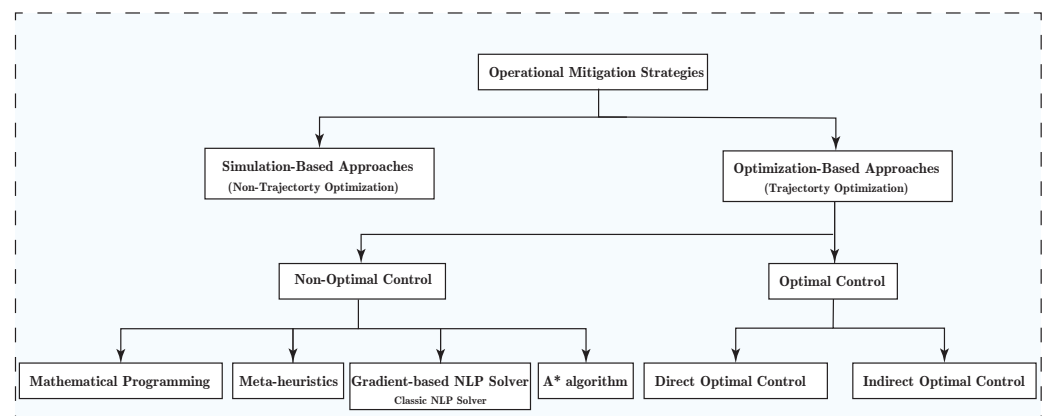 Operational Mitigation Strategies
Simulation-Based Approaches
(Non-Trajectorty Optimization)
Optimization-Based Approaches
(Trajectorty Optimization)
Non-Optimal Control
Optimal Control
Mathematical Programming
Meta-heuristics
Gradient-based NLP Solver
Classic NLP Solver
A* algorithm
Direct Optimal Control
Indirect Optimal Control